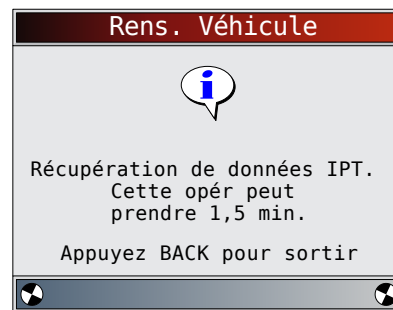 Rens. Véhicule
i
Récupération de données IPT.
Cette opér peut
prendre 1,5 min.
Appuyez BACK pour sortir